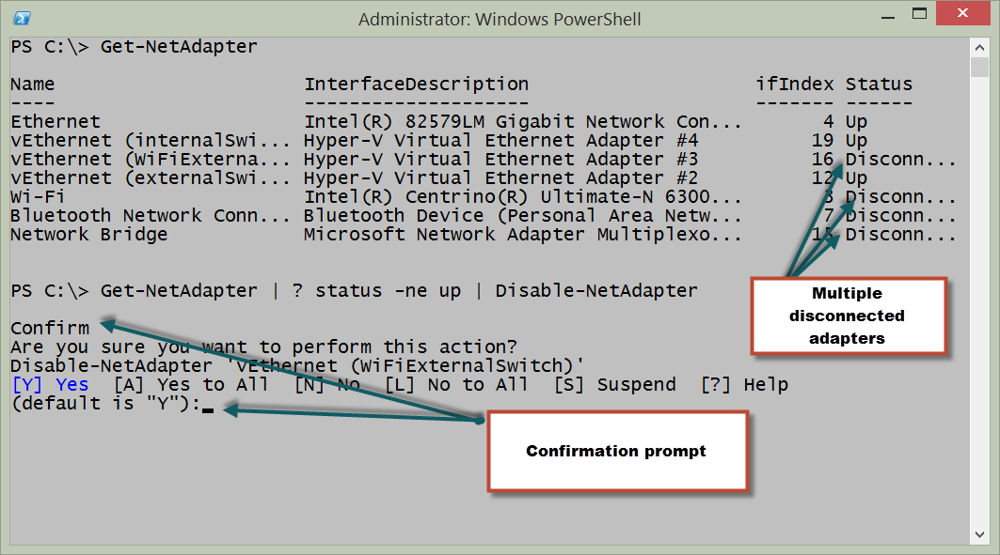 Administrator: Windows PowerShell
PS C:\> Get-NetAdapter
Name InterfaceDescription ifIndex Status
---- -------------------- ------- ------
Ethernet Intel(R) 82579LM Gigabit Network Con... 4 Up
vEthernet (internalSwi... Hyper-V Virtual Ethernet Adapter #4 19 Up
vEthernet (WiFiExterna... Hyper-V Virtual Ethernet Adapter #3 16 Disconn...
vEthernet (externalSwi... Hyper-V Virtual Ethernet Adapter #2 12 Up
Wi-Fi Intel(R) Centrino(R) Ultimate-N 6300... 3 Disconn...
Bluetooth Network Conn... Bluetooth Device (Personal Area Netw... 7 Disconn...
Network Bridge Microsoft Network Adapter Multiplexo... 15 Disconn...
PS C:\> Get-NetAdapter | ? status -ne up | Disable-NetAdapter
Multiple
disconnected
adapters
Confirm
Are you sure you want to perform this action?
Disable-NetAdapter 'vEthernet (WiFiExternalSwitch)'
[Y] Yes [A] Yes to All [N] No [L] No to All [S] Suspend [?] Help
(default is "Y"):
Confirmation prompt